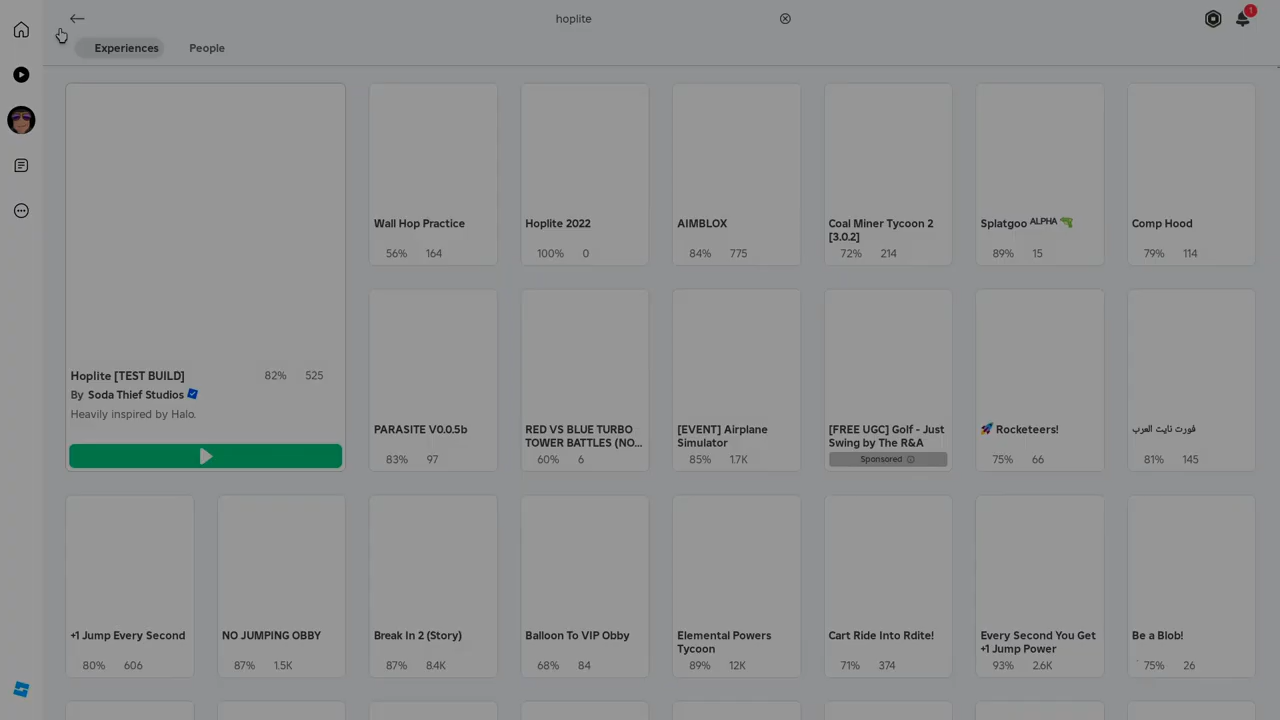 hoplite
1
Experiences
People
Hoplite [TEST BUILD]
82% 525
By Soda Thief Studios
Heavily inspired by Halo.
Wall Hop Practice
56% 164
Hoplite 2022
100% 0
AIMBLOX
84% 775
Coal Miner Tycoon 2
[3.0.2]
72% 214
Splatgoo ALPHA
89% 15
Comp Hood
79% 114
PARASITE V0.0.5b
83% 97
RED VS BLUE TURBO
TOWER BATTLES (NO...
60% 6
[EVENT] Airplane
Simulator
85% 1.7K
[FREE UGC] Golf - Just
Swing by The R&A
Sponsored
🚀 Rocketeers!
75% 66
فورت نايت العرب
81% 145
+1 Jump Every Second
80% 606
NO JUMPING OBBY
87% 1.5K
Break In 2 (Story)
87% 8.4K
Balloon To VIP Obby
68% 84
Elemental Powers
Tycoon
89% 12K
Cart Ride Into Rdite!
71% 374
Every Second You Get
+1 Jump Power
93% 2.6K
Be a Blob!
75% 26